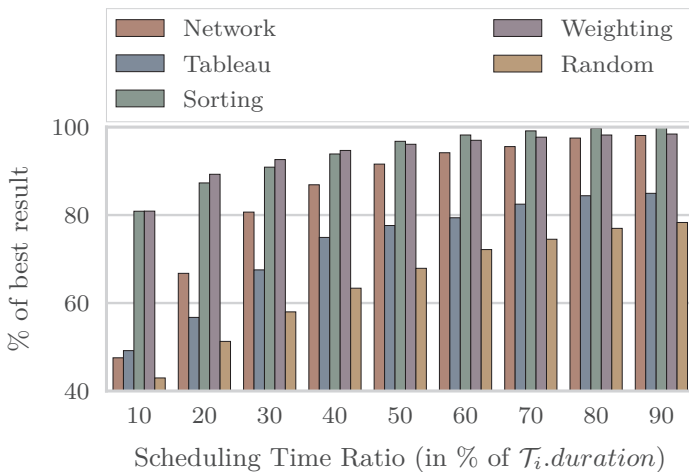 Network
Tableau
Sorting
Weighting
Random
% of best result
100
80
60
40
10 20 30 40 50 60 70 80 90
Scheduling Time Ratio (in % of 𝒯ᵢ.duration)